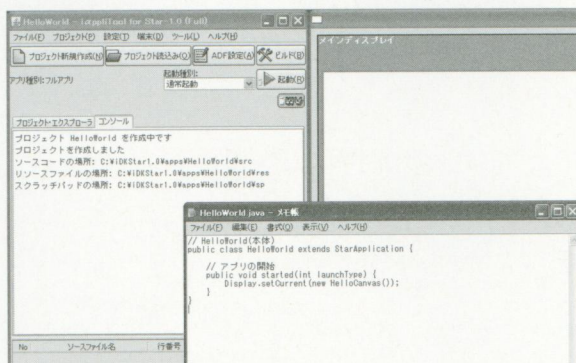 HelloWorld - iαppliTool for Star-1.0 (Full)
ファイル(F) プロジェクト(P) 設定(T) 端末(D) ツール(L) ヘルプ(H)
プロジェクト新規作成(N) プロジェクト読込み(O) ADF設定(A) ビルド(B)
アプリ種別: フルアプリ
起動種別:
通常起動
起動(R)
プロジェクト・エクスプローラ コンソール
プロジェクト HelloWorld を作成中です
プロジェクトを作成しました
ソースコードの場所: C:¥iDKStar1.0¥apps¥HelloWorld¥src
リソースファイルの場所: C:¥iDKStar1.0¥apps¥HelloWorld¥res
スクラッチパッドの場所: C:¥iDKStar1.0¥apps¥HelloWorld¥sp
No ソースファイル名 行番号
メインディスプレイ
HelloWorld.java - メモ帳
ファイル(F) 編集(E) 書式(O) 表示(V) ヘルプ(H)
// HelloWorld(本体)
public class HelloWorld extends StarApplication {
// アプリの開始
public void started(int launchType) {
Display.setCurrent(new HelloCanvas());
}
}